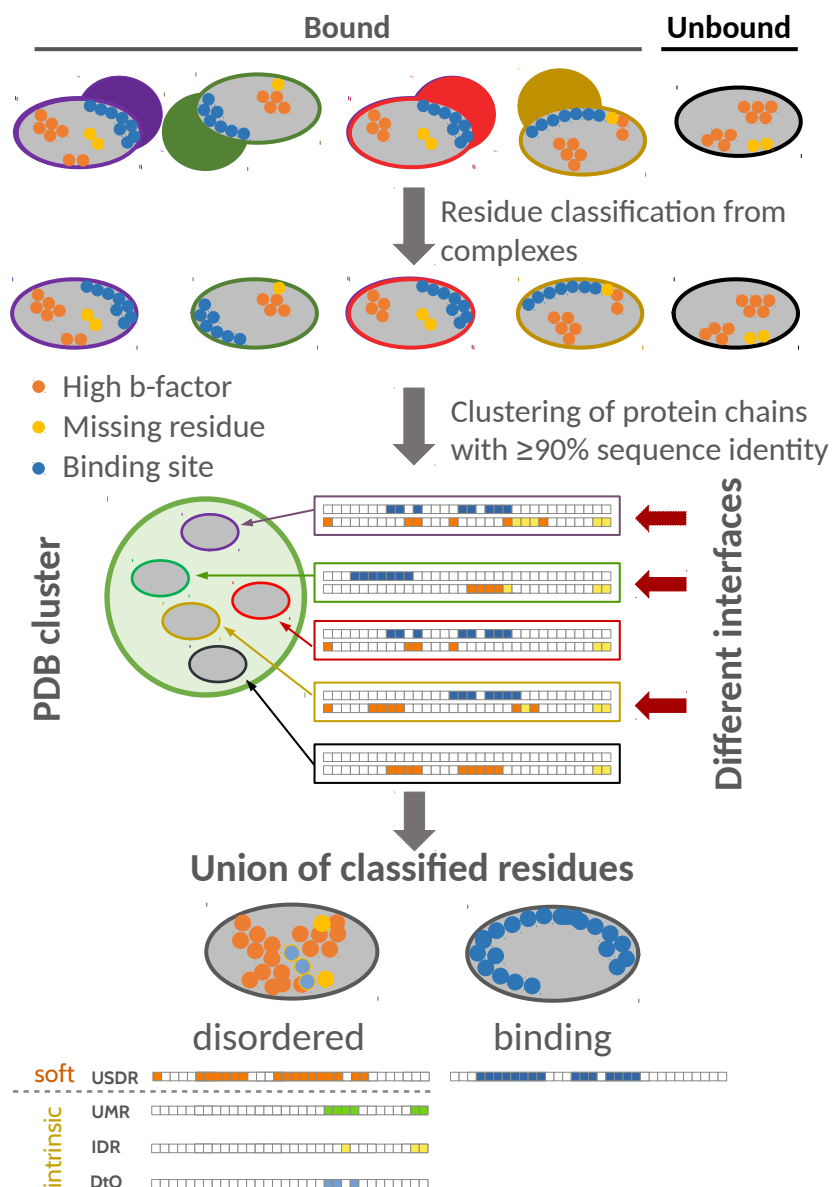 Bound
Unbound
Residue classification from
complexes
High b-factor
Missing residue
Binding site
Clustering of protein chains
with ≥90% sequence identity
PDB cluster
Different interfaces
Union of classified residues
disordered
binding
soft
USDR
intrinsic
UMR
IDR
DtO